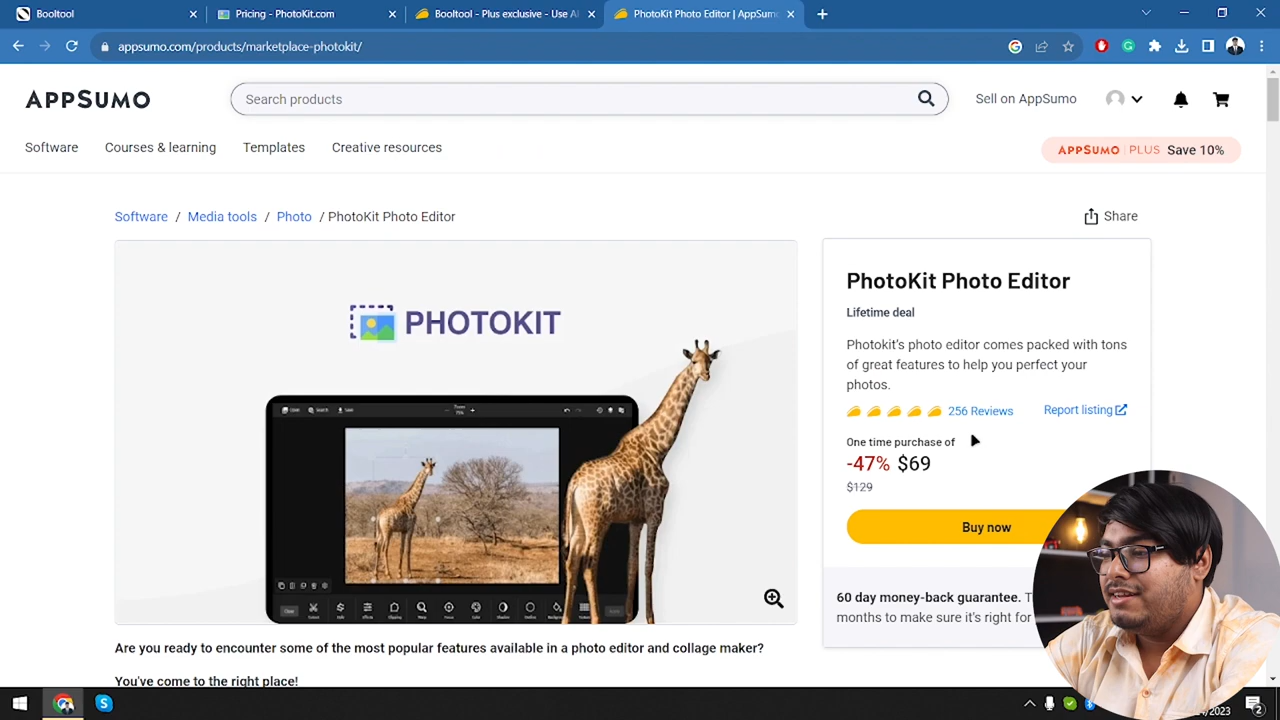 Booltool
Pricing - PhotoKit.com
Booltool - Plus exclusive - Use AI
PhotoKit Photo Editor | AppSumo
appsumo.com/products/marketplace-photokit/
APPSUMO
Search products
Sell on AppSumo
Software
Courses & learning
Templates
Creative resources
APPSUMO | PLUS Save 10%
Software / Media tools / Photo / PhotoKit Photo Editor
Share
PHOTOKIT
PhotoKit Photo Editor
Lifetime deal
Photokit's photo editor comes packed with tons
of great features to help you perfect your
photos.
256 Reviews
Report listing
One time purchase of
-47% $69
$129
Buy now
60 day money-back guarantee.
months to make sure it's right for
Are you ready to encounter some of the most popular features available in a photo editor and collage maker?
You've come to the right place!
/2023
2